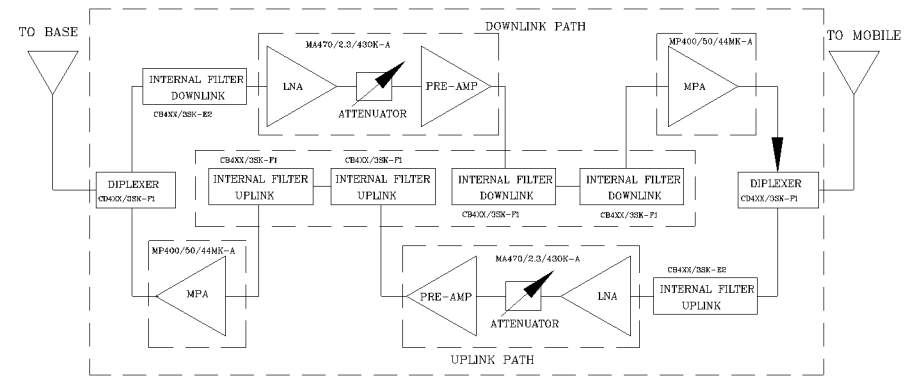 DOWNLINK PATH
TO BASE
TO MOBILE
MA470/2.3/430K-A
MP400/50/44MK-A
INTERNAL FILTER
DOWNLINK
CB4XX/3SK-E2
LNA
ATTENUATOR
PRE-AMP
MPA
CB4XX/3SK-F1
CB4XX/3SK-F1
DIPLEXER
CD4XX/3SK-F1
INTERNAL FILTER
UPLINK
INTERNAL FILTER
UPLINK
INTERNAL FILTER
DOWNLINK
CB4XX/3SK-F1
INTERNAL FILTER
DOWNLINK
CB4XX/3SK-F1
DIPLEXER
CD4XX/3SK-F1
MP400/50/44MK-A
MPA
MA470/2.3/430K-A
PRE-AMP
ATTENUATOR
LNA
CB4XX/3SK-E2
INTERNAL FILTER
UPLINK
UPLINK PATH